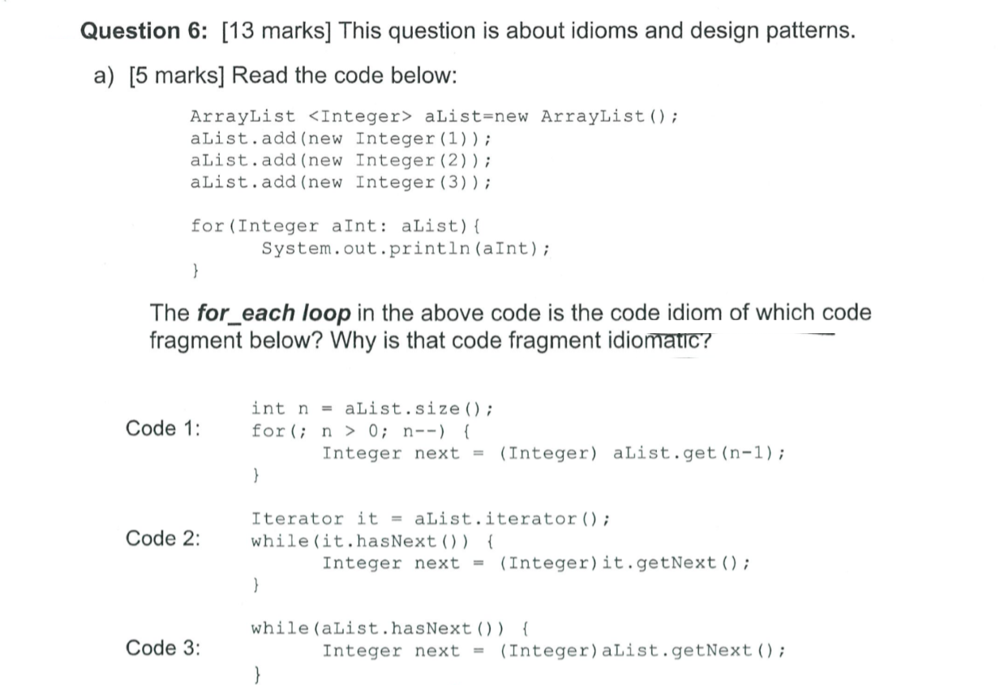 Question 6: [13 marks] This question is about idioms and design patterns.
a) [5 marks] Read the code below:
ArrayList <Integer> aList=new ArrayList();
aList.add(new Integer(1));
aList.add(new Integer(2));
aList.add(new Integer(3));
for(Integer aInt: aList){
System.out.println(aInt);
}
The for_each loop in the above code is the code idiom of which code
fragment below? Why is that code fragment idiomatic?
int n = aList.size();
Code 1: for(; n > 0; n--) {
Integer next = (Integer) aList.get(n-1);
}
Iterator it = aList.iterator();
Code 2: while(it.hasNext()) {
Integer next = (Integer)it.getNext();
}
while(aList.hasNext()) {
Code 3: Integer next = (Integer)aList.getNext();
}